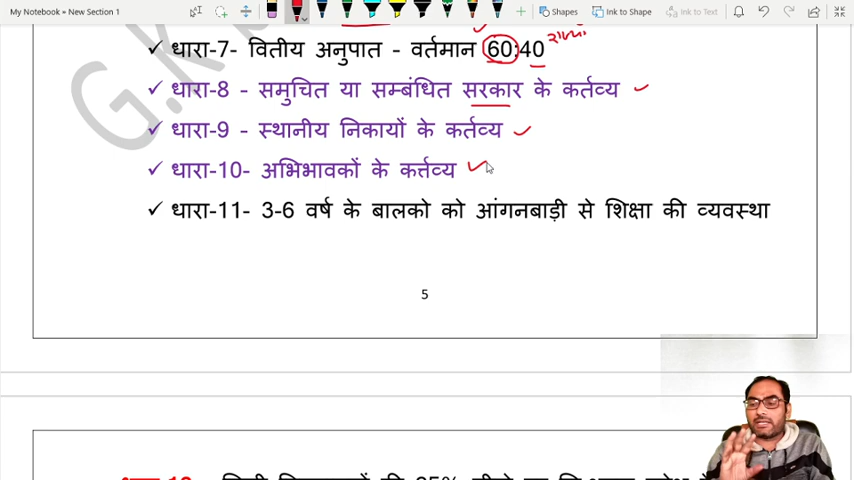 My Notebook » New Section 1
Shapes
Ink to Shape
Ink to Text
राज्य
✓ धारा-7- वितीय अनुपात - वर्तमान 60:40
✓ धारा-8 - समुचित या सम्बंधित सरकार के कर्तव्य
✓ धारा-9 - स्थानीय निकायों के कर्तव्य
✓ धारा-10- अभिभावकों के कर्त्तव्य
✓ धारा-11- 3-6 वर्ष के बालको को आंगनबाड़ी से शिक्षा की व्यवस्था
5
G.K
25%